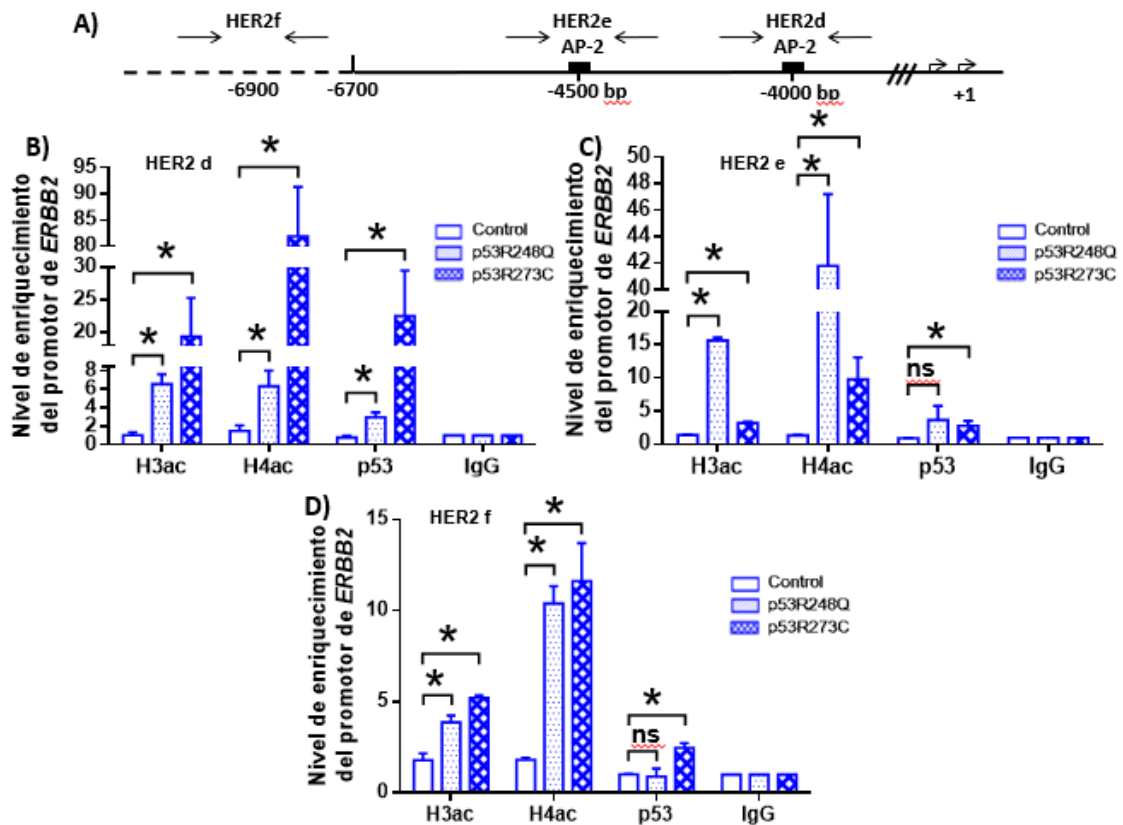 A)
HER2f
HER2e
HER2d
AP-2
AP-2
-6900
-6700
-4500 bp
-4000 bp
+1
B)
HER2 d
Nivel de enriquecimiento
del promotor de ERBB2
95
90
85
80
30
25
20
8
6
4
2
0
*
*
*
*
*
*
H3ac
H4ac
p53
IgG
Control
p53R248Q
p53R273C
C)
HER2 e
Nivel de enriquecimiento
del promotor de ERBB2
50
48
46
44
42
40
20
15
10
5
0
*
*
*
*
*
ns
H3ac
H4ac
p53
IgG
Control
p53R248Q
p53R273C
D)
HER2 f
Nivel de enriquecimiento
del promotor de ERBB2
15
10
5
0
*
*
*
*
*
ns
H3ac
H4ac
p53
IgG
Control
p53R248Q
p53R273C